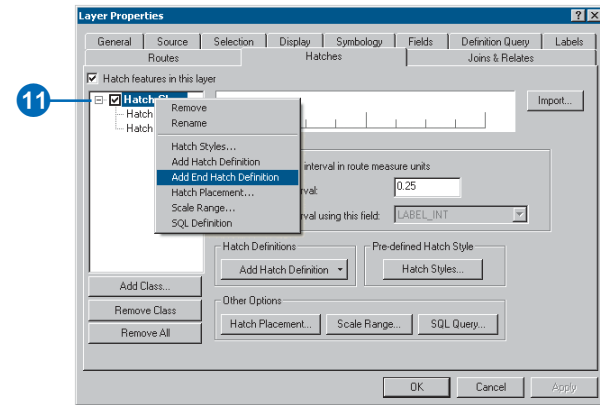 Layer Properties
General Source Selection Display Symbology Fields Definition Query Labels
Routes Hatches Joins & Relates
Hatch features in this layer
11
Hatch
Hatch
Hatch
Import...
Remove
Rename
Hatch Styles...
Add Hatch Definition
Add End Hatch Definition
Hatch Placement...
Scale Range...
SQL Definition
interval in route measure units
0.25
using this field: LABEL_INT
Hatch Definitions
Add Hatch Definition
Pre-defined Hatch Style
Hatch Styles...
Add Class...
Remove Class
Remove All
Other Options
Hatch Placement... Scale Range... SQL Query...
OK Cancel Apply